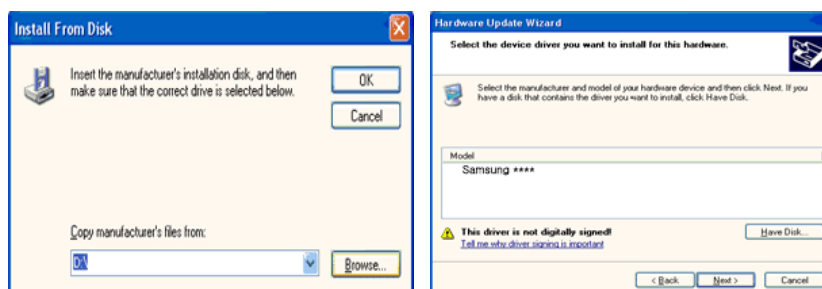 Install From Disk
Insert the manufacturer's installation disk, and then
make sure that the correct drive is selected below.
OK
Cancel
Copy manufacturer's files from:
D:\
Browse...
Hardware Update Wizard
Select the device driver you want to install for this hardware.
Select the manufacturer and model of your hardware device and then click Next. If you
have a disk that contains the driver you want to install, click Have Disk.
Model
Samsung ****
This driver is not digitally signed!
Tell me why driver signing is important
Have Disk...
< Back
Next >
Cancel